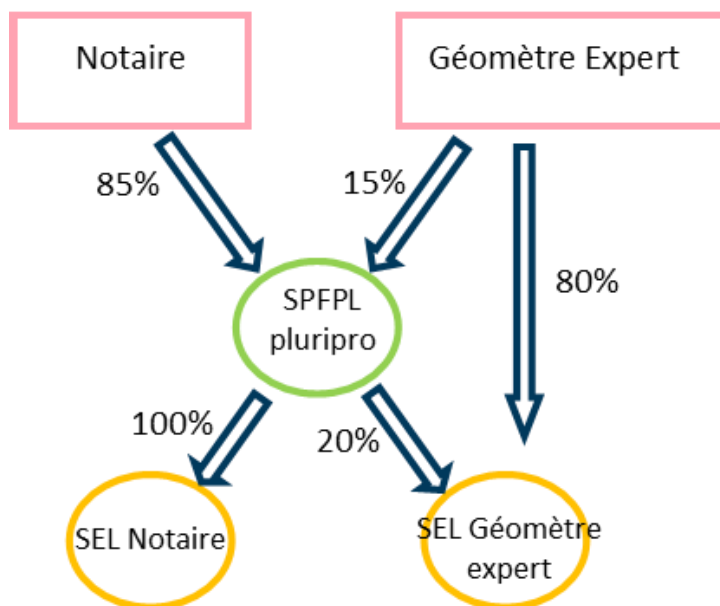 Notaire
Géomètre Expert
85%
15%
80%
SPFPL
pluripro
100%
20%
SEL Notaire
SEL Géomètre
expert